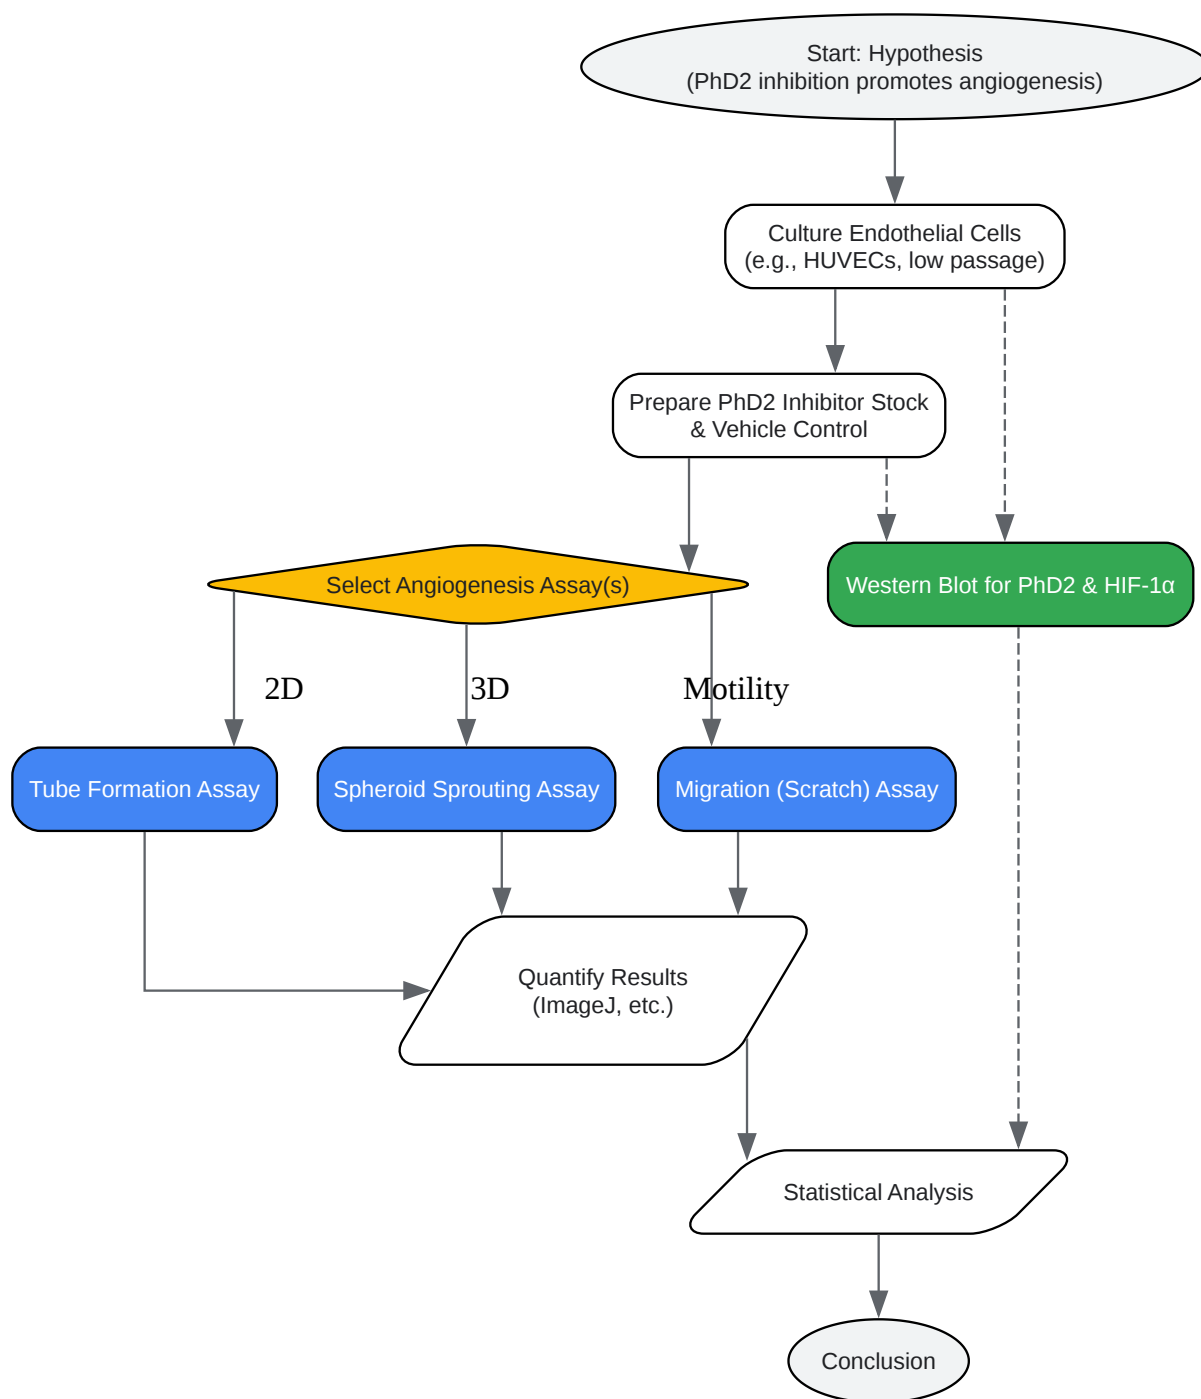 Start: Hypothesis
(PhD2 inhibition promotes angiogenesis)
Culture Endothelial Cells
(e.g., HUVECs, low passage)
Prepare PhD2 Inhibitor Stock
& Vehicle Control
Select Angiogenesis Assay(s)
Western Blot for PhD2 & HIF-1α
2D
3D
Motility
Tube Formation Assay
Spheroid Sprouting Assay
Migration (Scratch) Assay
Quantify Results
(ImageJ, etc.)
Statistical Analysis
Conclusion